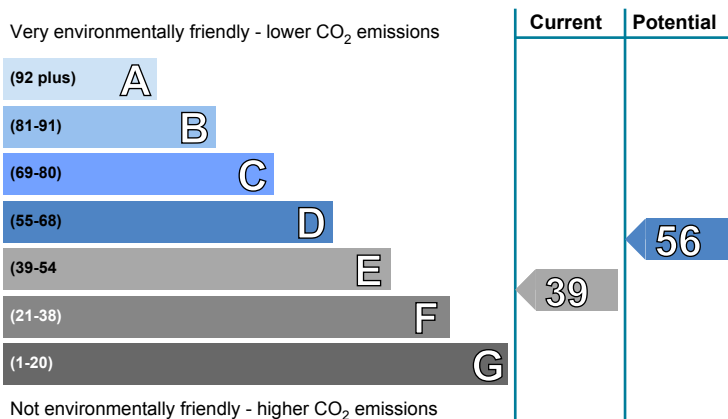 Very environmentally friendly - lower CO₂ emissions
Current
Potential
(92 plus) A
(81-91) B
(69-80) C
(55-68) D
(39-54 E
(21-38) F
(1-20) G
39
56
Not environmentally friendly - higher CO₂ emissions